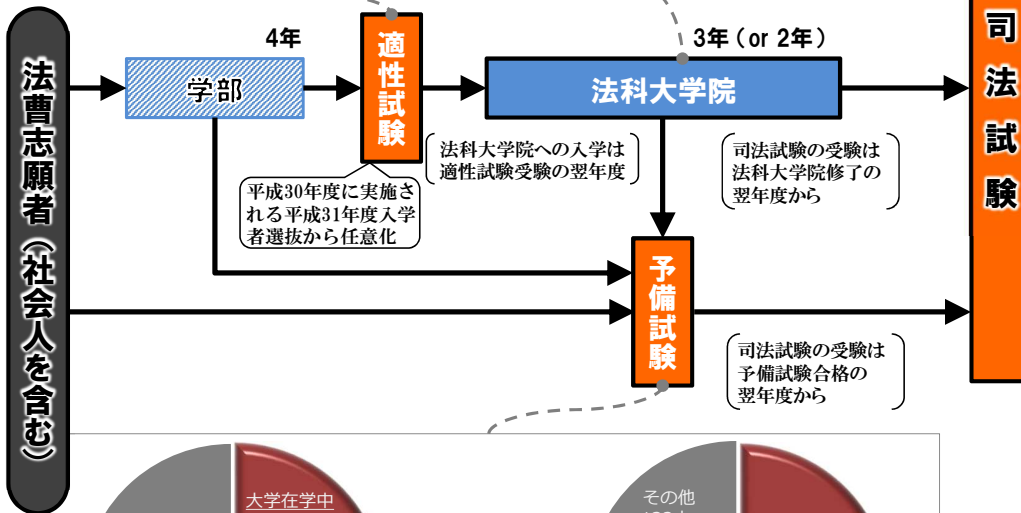 法曹志願者（社会人を含む）
4年
学部
適性試験
3年（or 2年）
法科大学院
司法試験
法科大学院への入学は
適性試験受験の翌年度
司法試験の受験は
法科大学院修了の
翌年度から
平成30年度に実施さ
れる平成31年度入学
者選抜から任意化
予備試験
司法試験の受験は
予備試験合格の
翌年度から
大学在学中
その他